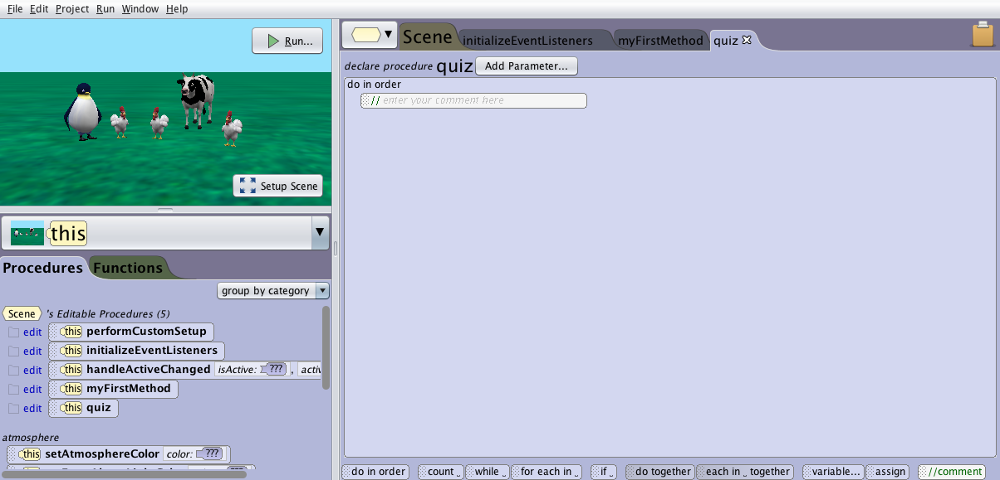 File Edit Project Run Window Help
Run...
Setup Scene
this
Procedures Functions
group by category
Scene 's Editable Procedures (5)
edit this performCustomSetup
edit this initializeEventListeners
edit this handleActiveChanged isActive: ??? ,
edit this myFirstMethod
edit this quiz
atmosphere
this setAtmosphereColor color: ???
Scene initializeEventListeners myFirstMethod quiz
declare procedure quiz Add Parameter...
do in order
// enter your comment here
do in order count while for each in if do together each in together variable... assign //comment